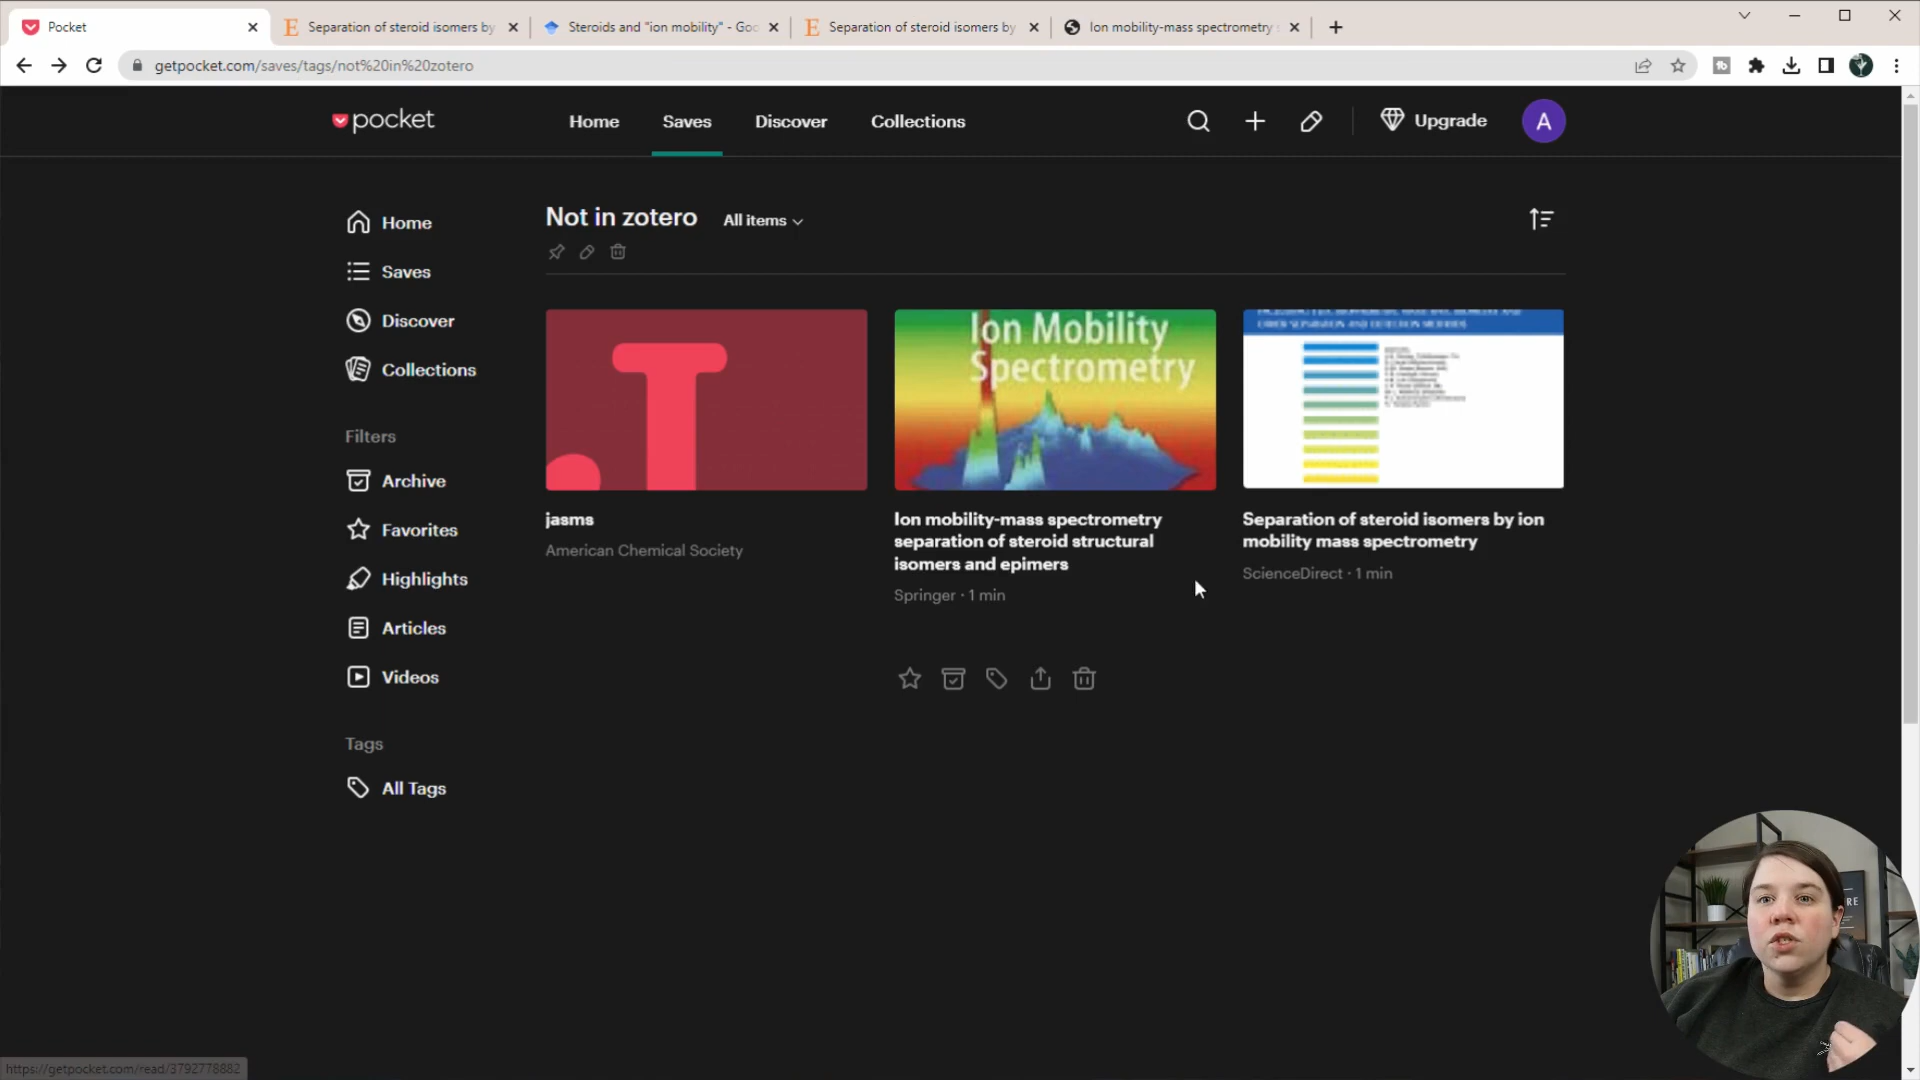 Pocket
Separation of steroid isomers by
Steroids and "ion mobility" - Goo
Separation of steroid isomers by
Ion mobility-mass spectrometry
getpocket.com/saves/tags/not%20in%20zotero
pocket
Home
Saves
Discover
Collections
Upgrade
A
Home
Saves
Discover
Collections
Filters
Archive
Favorites
Highlights
Articles
Videos
Tags
All Tags
Not in zotero
All items
J
Ion Mobility
Spectrometry
jasms
American Chemical Society
Ion mobility-mass spectrometry
separation of steroid structural
isomers and epimers
Springer · 1 min
Separation of steroid isomers by ion
mobility mass spectrometry
ScienceDirect · 1 min
https://getpocket.com/read/3792778882